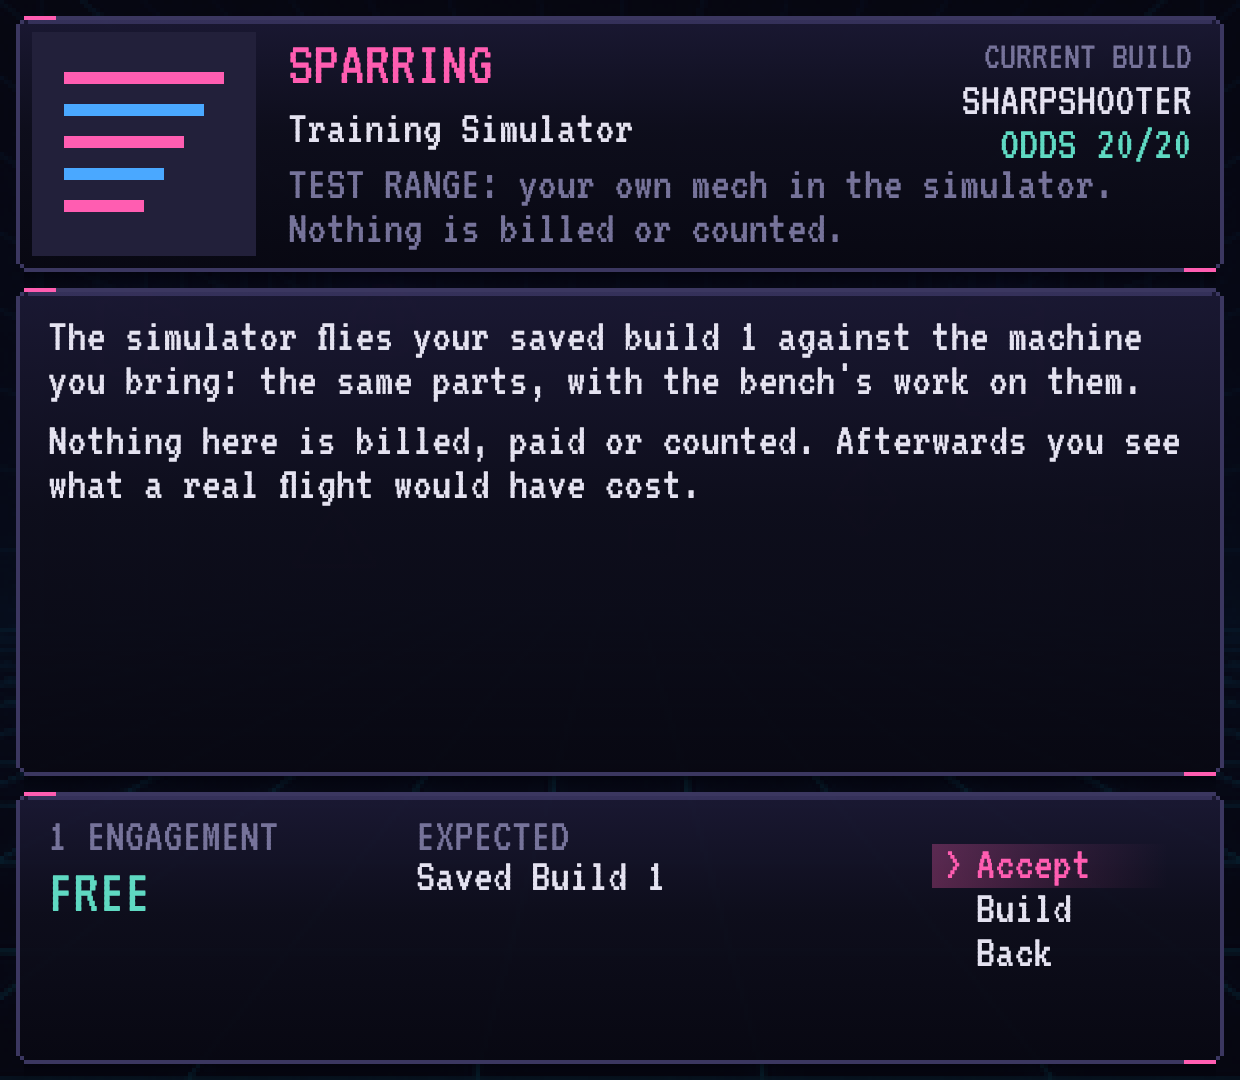 SPARRING
Training Simulator
TEST RANGE: your own mech in the simulator.
Nothing is billed or counted.
CURRENT BUILD
SHARPSHOOTER
ODDS 20/20
The simulator flies your saved build 1 against the machine
you bring: the same parts, with the bench's work on them.
Nothing here is billed, paid or counted. Afterwards you see
what a real flight would have cost.
1 ENGAGEMENT
FREE
EXPECTED
Saved Build 1
> Accept
Build
Back